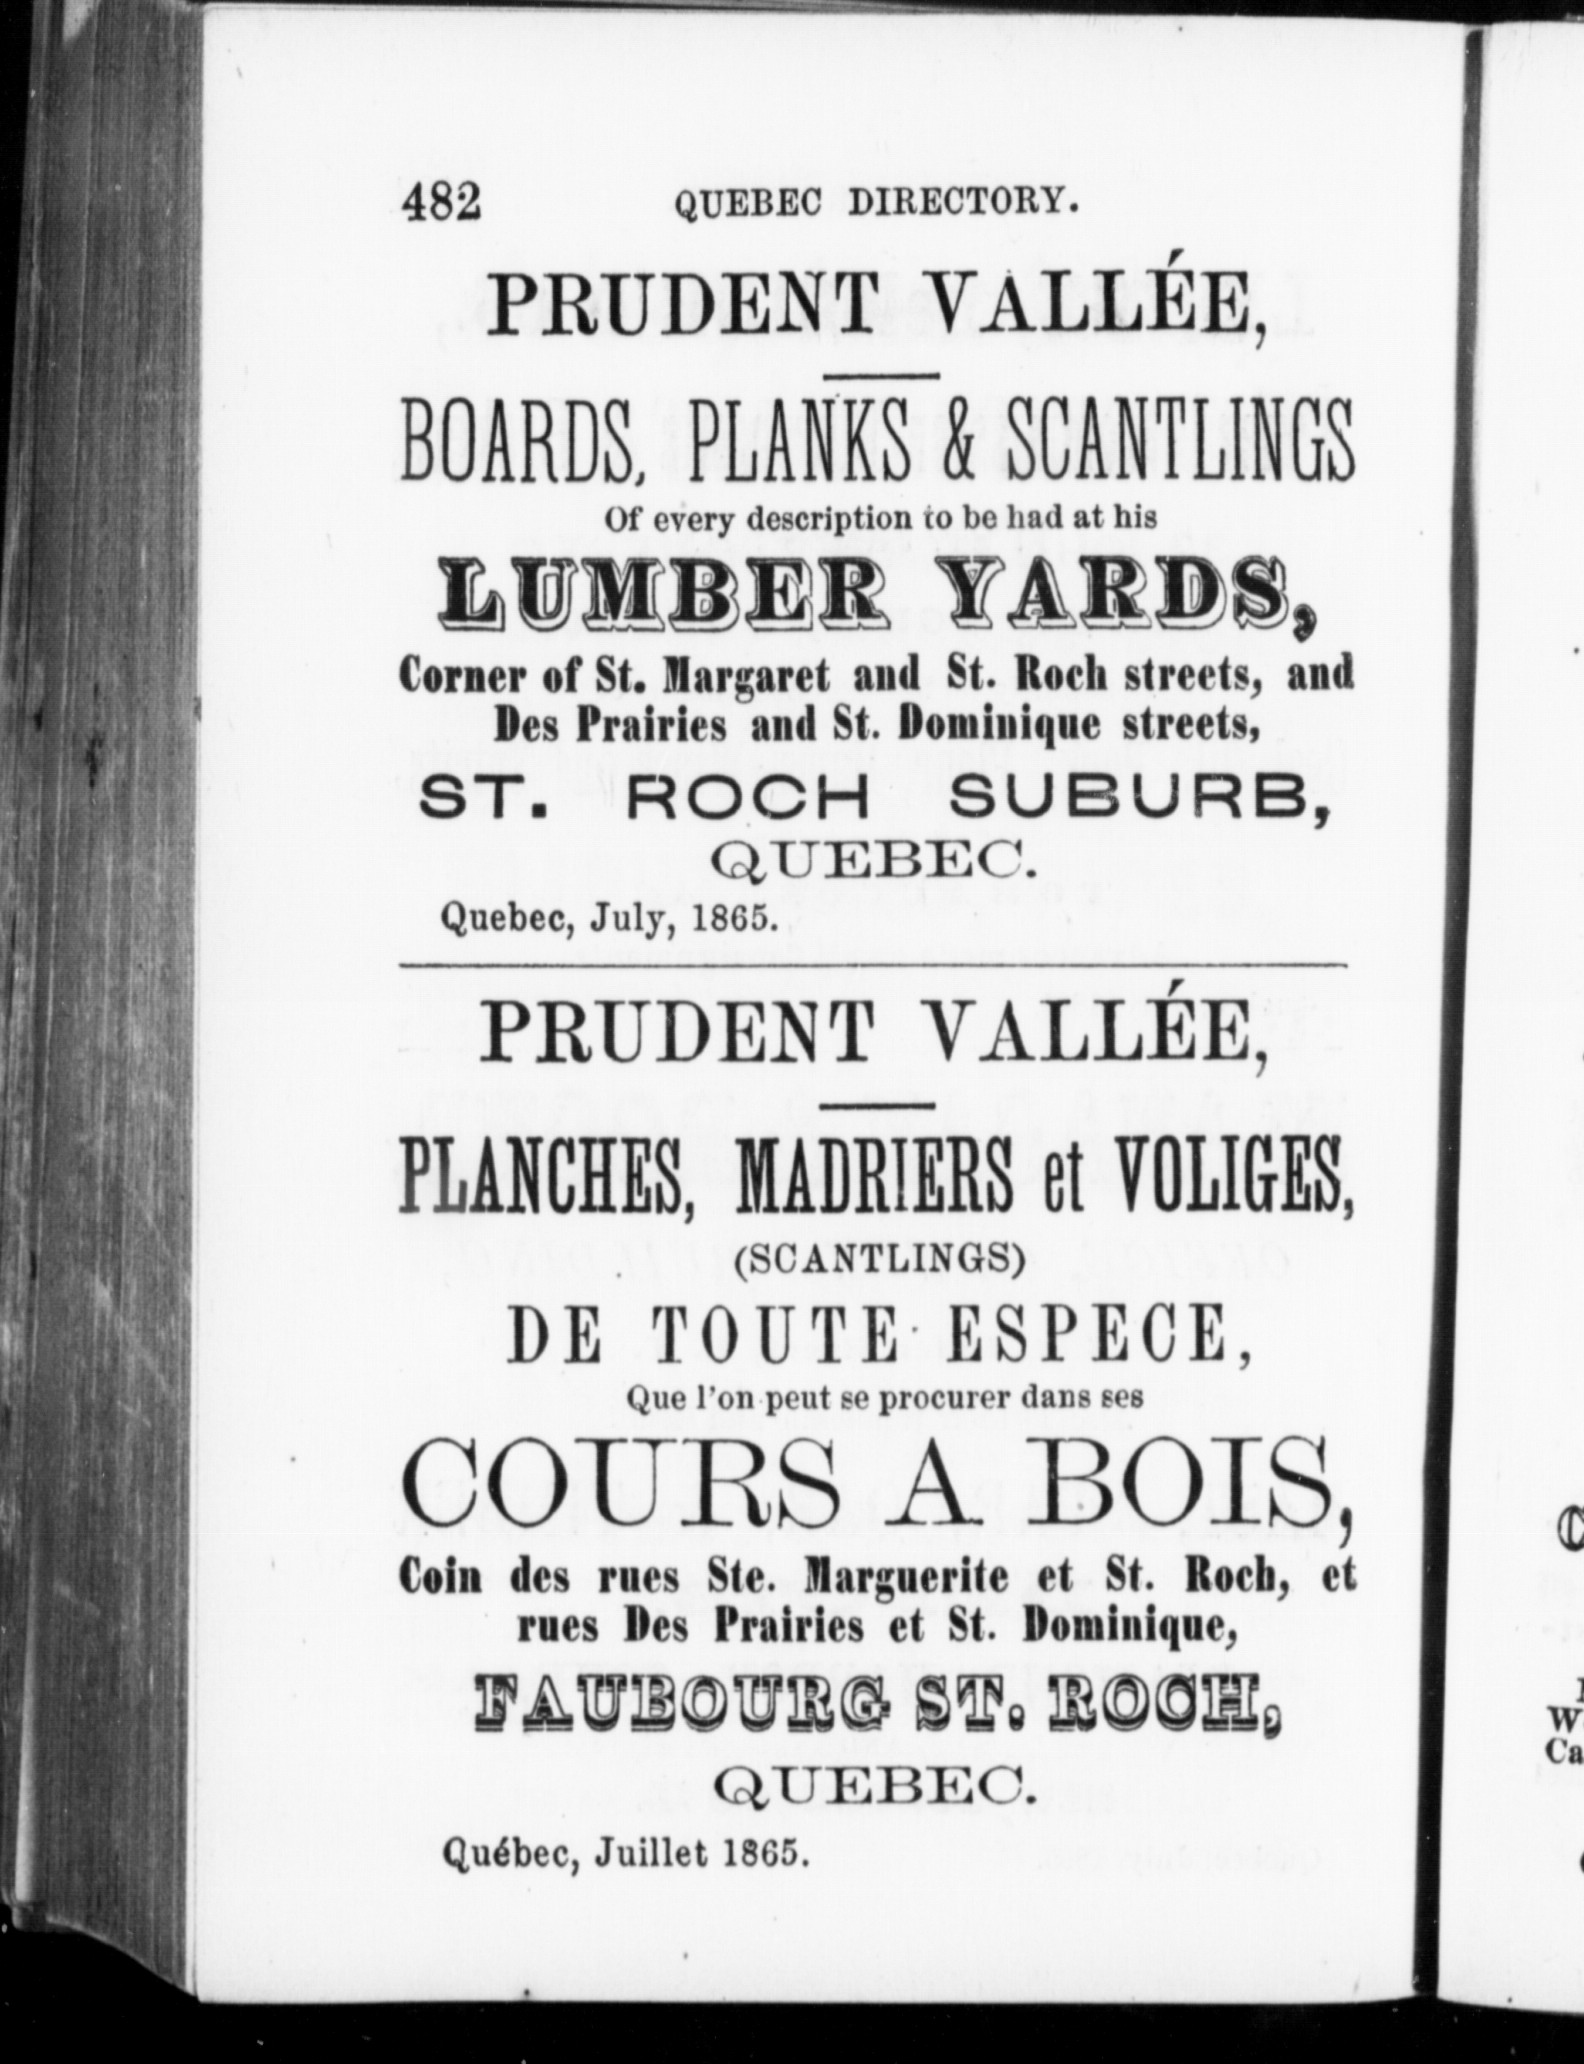 482 QUEBEC DIRECTORY.
PRUDENT VALLÉE,
BOARDS, PLANKS & SCANTLINGS
Of every description to be had at his
LUMBER YARDS,
Corner of St. Margaret and St. Roch streets, and
Des Prairies and St. Dominique streets,
ST. ROCH SUBURB,
QUEBEC.
Quebec, July, 1865.
PRUDENT VALLÉE,
PLANCHES, MADRIERS et VOLIGES,
(SCANTLINGS)
DE TOUTE ESPECE,
Que l'on peut se procurer dans ses
COURS A BOIS,
Coin des rues Ste. Marguerite et St. Roch, et
rues Des Prairies et St. Dominique,
FAUBOURG ST. ROCH,
QUEBEC.
Québec, Juillet 1865.